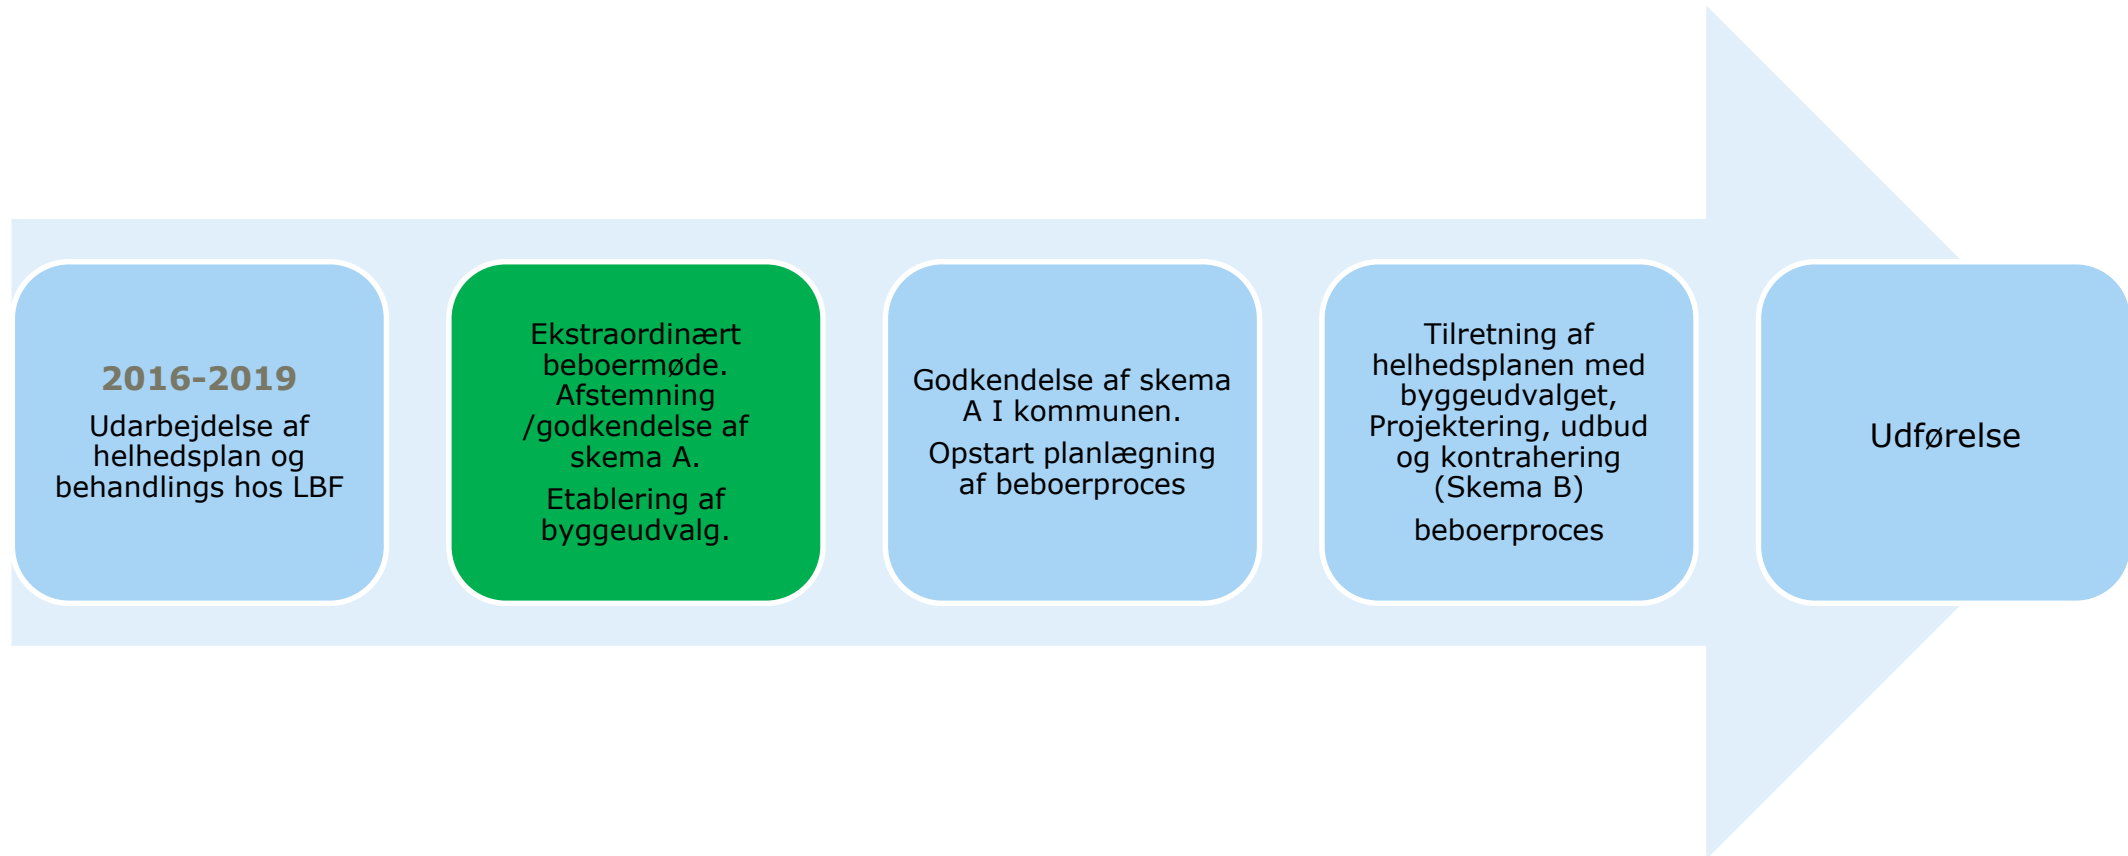 2016-2019
Udarbejdelse af
helhedsplan og
behandlings hos LBF
Ekstraordinært
beboermøde.
Afstemning
/godkendelse af
skema A.
Etablering af
byggeudvalg.
Godkendelse af skema
A I kommunen.
Opstart planlægning
af beboerproces
Tilretning af
helhedsplanen med
byggeudvalget,
Projektering, udbud
og kontrahering
(Skema B)
beboerproces
Udførelse